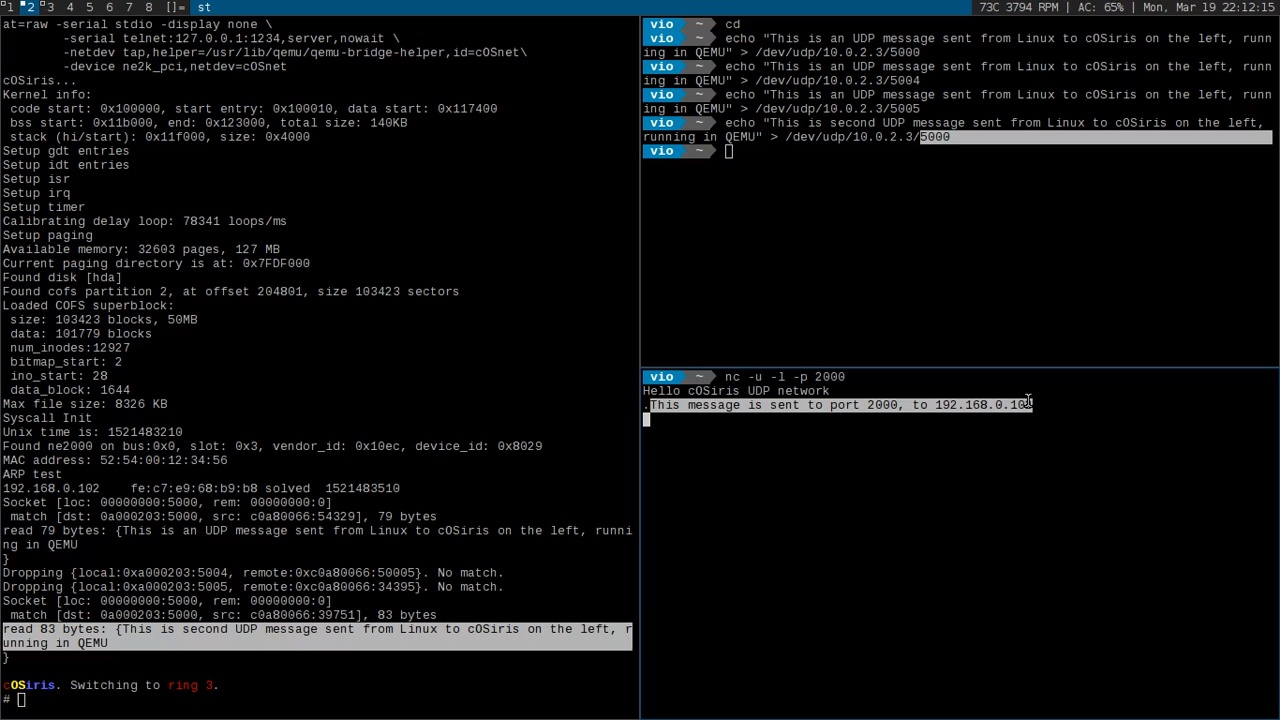 1 2 3 4 5 6 7 8 []= st 73C 3794 RPM | AC: 65% | Mon, Mar 19, 22:12:15
at=raw -serial stdio -display none \
-serial telnet:127.0.0.1:1234,server,nowait \
-netdev tap,helper=/usr/lib/qemu/qemu-bridge-helper,id=cOSnet\
-device ne2k_pci,netdev=cOSnet
cOSiris...
Kernel info:
code start: 0x100000, start entry: 0x100010, data start: 0x117400
bss start: 0x11b000, end: 0x123000, total size: 140KB
stack (hi/start): 0x11f000, size: 0x4000
Setup gdt entries
Setup idt entries
Setup isr
Setup irq
Setup timer
Calibrating delay loop: 78341 loops/ms
Setup paging
Available memory: 32603 pages, 127 MB
Current paging directory is at: 0x7FDF000
Found disk [hda]
Found cofs partition 2, at offset 204801, size 103423 sectors
Loaded COFS superblock:
size: 103423 blocks, 50MB
data: 101779 blocks
num_inodes:12927
bitmap_start: 2
ino_start: 28
data_block: 1644
Max file size: 8326 KB
Syscall Init
Unix time is: 1521483210
Found ne2000 on bus:0x0, slot: 0x3, vendor_id: 0x10ec, device_id: 0x8029
MAC address: 52:54:00:12:34:56
ARP test
192.168.0.102    fe:c7:e9:68:b9:b8 solved  1521483510
Socket [loc: 00000000:5000, rem: 00000000:0]
match [dst: 0a000203:5000, src: c0a80066:54329], 79 bytes
read 79 bytes: {This is an UDP message sent from Linux to cOSiris on the left, runni
ng in QEMU
}
Dropping {local:0xa000203:5004, remote:0xc0a80066:50005}. No match.
Dropping {local:0xa000203:5005, remote:0xc0a80066:34395}. No match.
Socket [loc: 00000000:5000, rem: 00000000:0]
match [dst: 0a000203:5000, src: c0a80066:39751], 83 bytes
read 83 bytes: {This is second UDP message sent from Linux to cOSiris on the left, r
unning in QEMU
}
cOSiris. Switching to ring 3.
#
vio ~ cd
vio ~ echo "This is an UDP message sent from Linux to cOSiris on the left, runn
ing in QEMU" > /dev/udp/10.0.2.3/5000
vio ~ echo "This is an UDP message sent from Linux to cOSiris on the left, runn
ing in QEMU" > /dev/udp/10.0.2.3/5004
vio ~ echo "This is an UDP message sent from Linux to cOSiris on the left, runn
ing in QEMU" > /dev/udp/10.0.2.3/5005
vio ~ echo "This is second UDP message sent from Linux to cOSiris on the left,
running in QEMU" > /dev/udp/10.0.2.3/5000
vio ~
vio ~ nc -u -l -p 2000
Hello cOSiris UDP network
.This message is sent to port 2000, to